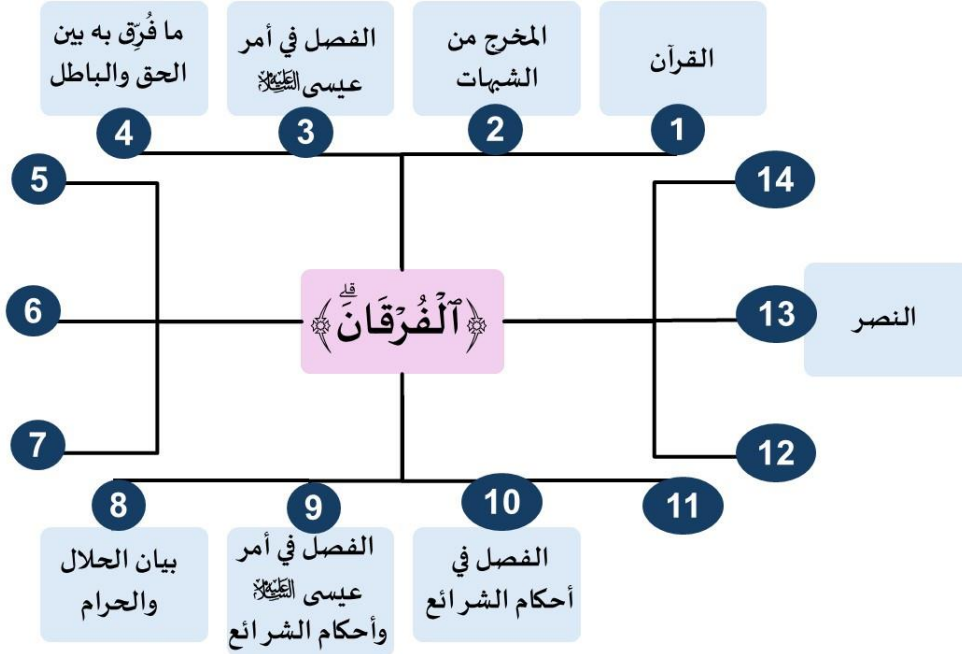 القرآن
1
المخرج من
الشبهات
2
الفصل في أمر
عيسى عليه السلام
3
ما فُرِّق به بين
الحق والباطل
4
5
6
7
﴿ٱلۡفُرۡقَانَۗ﴾
14
13
النصر
12
8
بيان الحلال
والحرام
9
الفصل في أمر
عيسى عليه السلام
وأحكام الشرائع
10
الفصل في
أحكام الشرائع
11